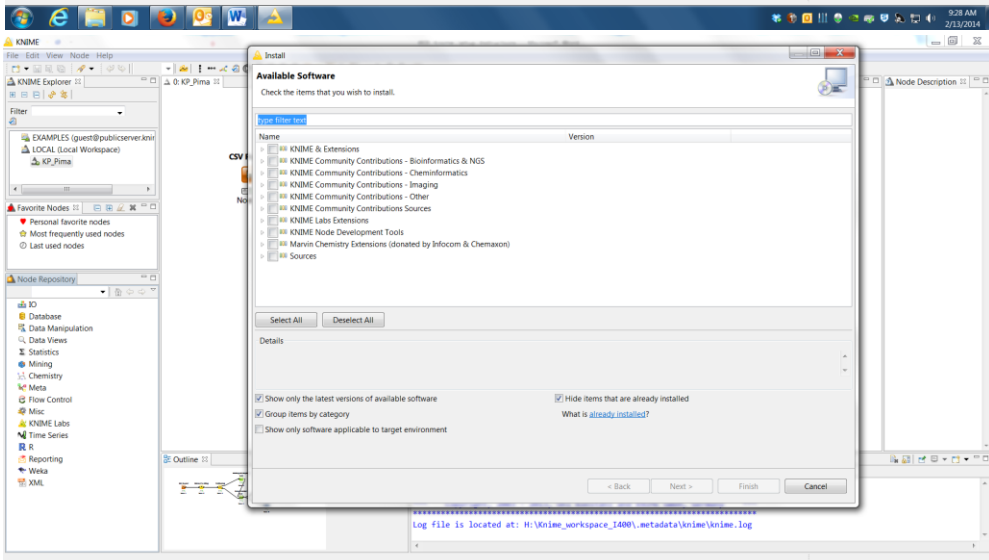 9:28 AM
2/13/2014
KNIME
File Edit View Node Help
KNIME Explorer
0: KP_Pima
Node Description
Filter
EXAMPLES (guest@publicserver.knir
LOCAL (Local Workspace)
KP_Pima
CSV
Favorite Nodes
Personal favorite nodes
Most frequently used nodes
Last used nodes
Node Repository
IO
Database
Data Manipulation
Data Views
Statistics
Mining
Chemistry
Meta
Flow Control
Misc
KNIME Labs
Time Series
R
Reporting
Weka
XML
Outline
Install
Available Software
Check the items that you wish to install.
type filter text
Name Version
KNIME & Extensions
KNIME Community Contributions - Bioinformatics & NGS
KNIME Community Contributions - Cheminformatics
KNIME Community Contributions - Imaging
KNIME Community Contributions - Other
KNIME Community Contributions Sources
KNIME Labs Extensions
KNIME Node Development Tools
Marvin Chemistry Extensions (donated by Infocom & Chemaxon)
Sources
Select All Deselect All
Details
Show only the latest versions of available software Hide items that are already installed
Group items by category What is already installed?
Show only software applicable to target environment
< Back Next > Finish Cancel
Log file is located at: H:\Knime_workspace_I400\.metadata\knime\knime.log